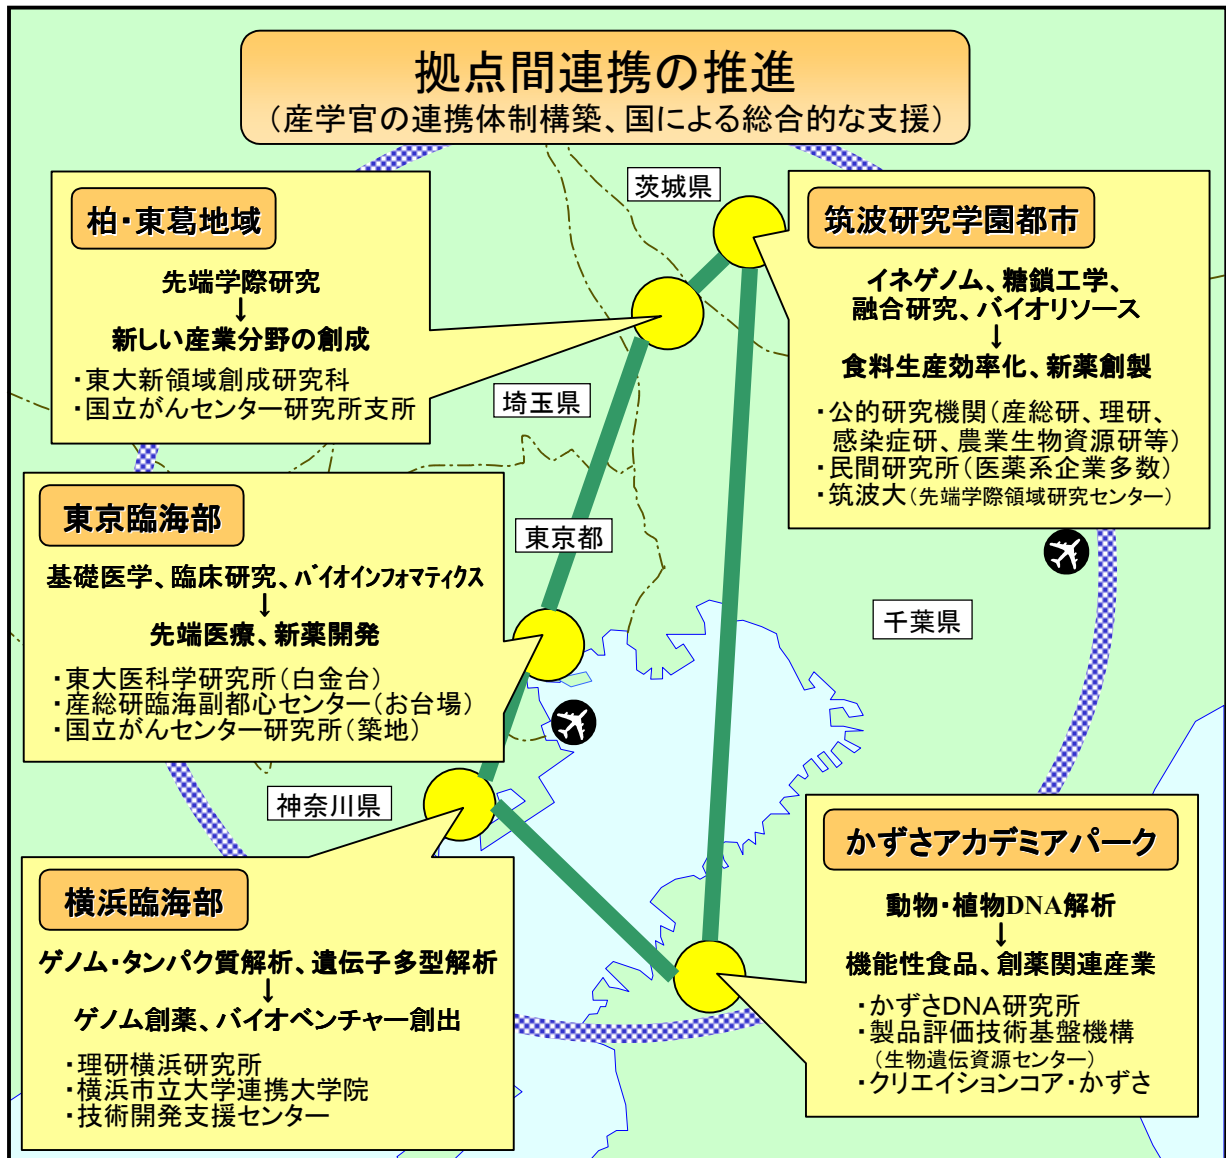 拠点間連携の推進
（産学官の連携体制構築、国による総合的な支援）
茨城県
柏・東葛地域
先端学際研究
↓
新しい産業分野の創成
・東大新領域創成研究科
・国立がんセンター研究所支所
筑波研究学園都市
イネゲノム、糖鎖工学、
融合研究、バイオリソース
↓
食料生産効率化、新薬創製
・公的研究機関（産総研、理研、
感染症研、農業生物資源研等）
・民間研究所（医薬系企業多数）
・筑波大（先端学際領域研究センター）
埼玉県
東京都
千葉県
東京臨海部
基礎医学、臨床研究、バイオインフォマティクス
↓
先端医療、新薬開発
・東大医科学研究所（白金台）
・産総研臨海副都心センター（お台場）
・国立がんセンター研究所（築地）
神奈川県
横浜臨海部
ゲノム・タンパク質解析、遺伝子多型解析
↓
ゲノム創薬、バイオベンチャー創出
・理研横浜研究所
・横浜市立大学連携大学院
・技術開発支援センター
かずさアカデミアパーク
動物・植物DNA解析
↓
機能性食品、創薬関連産業
・かずさDNA研究所
・製品評価技術基盤機構
（生物遺伝資源センター）
・クリエイションコア・かずさ